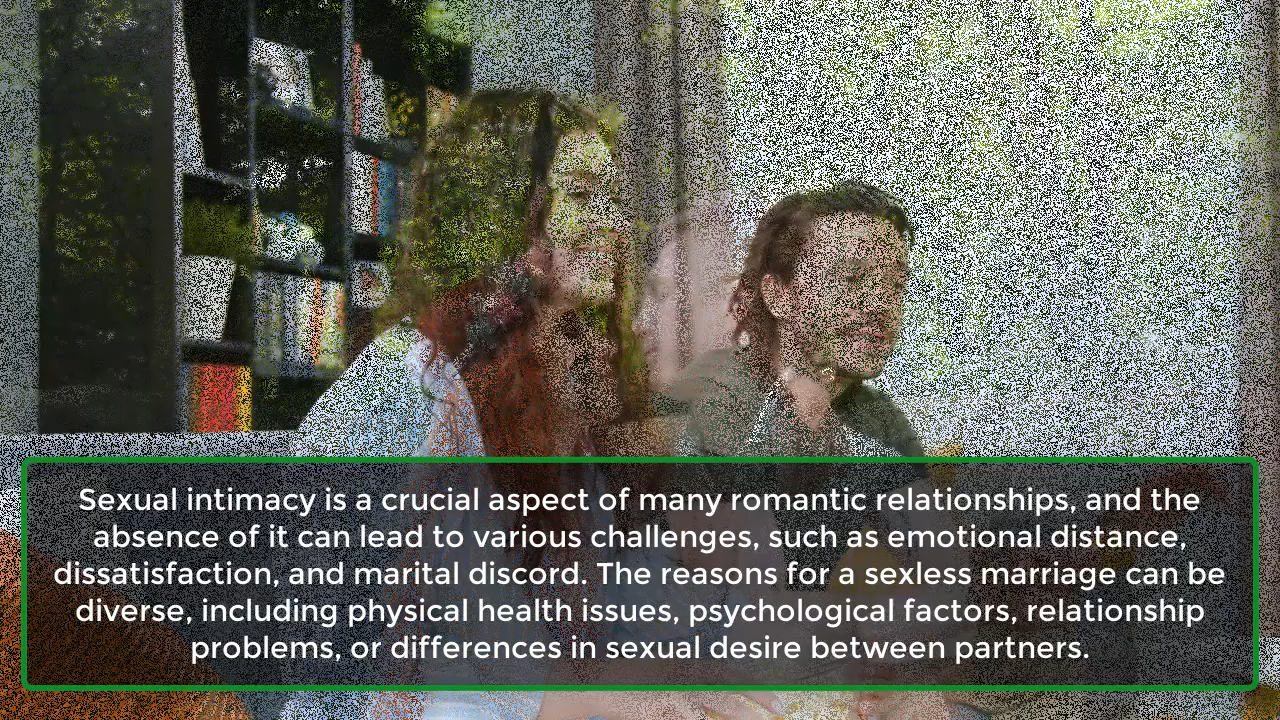 Sexual intimacy is a crucial aspect of many romantic relationships, and the
absence of it can lead to various challenges, such as emotional distance,
dissatisfaction, and marital discord. The reasons for a sexless marriage can be
diverse, including physical health issues, psychological factors, relationship
problems, or differences in sexual desire between partners.